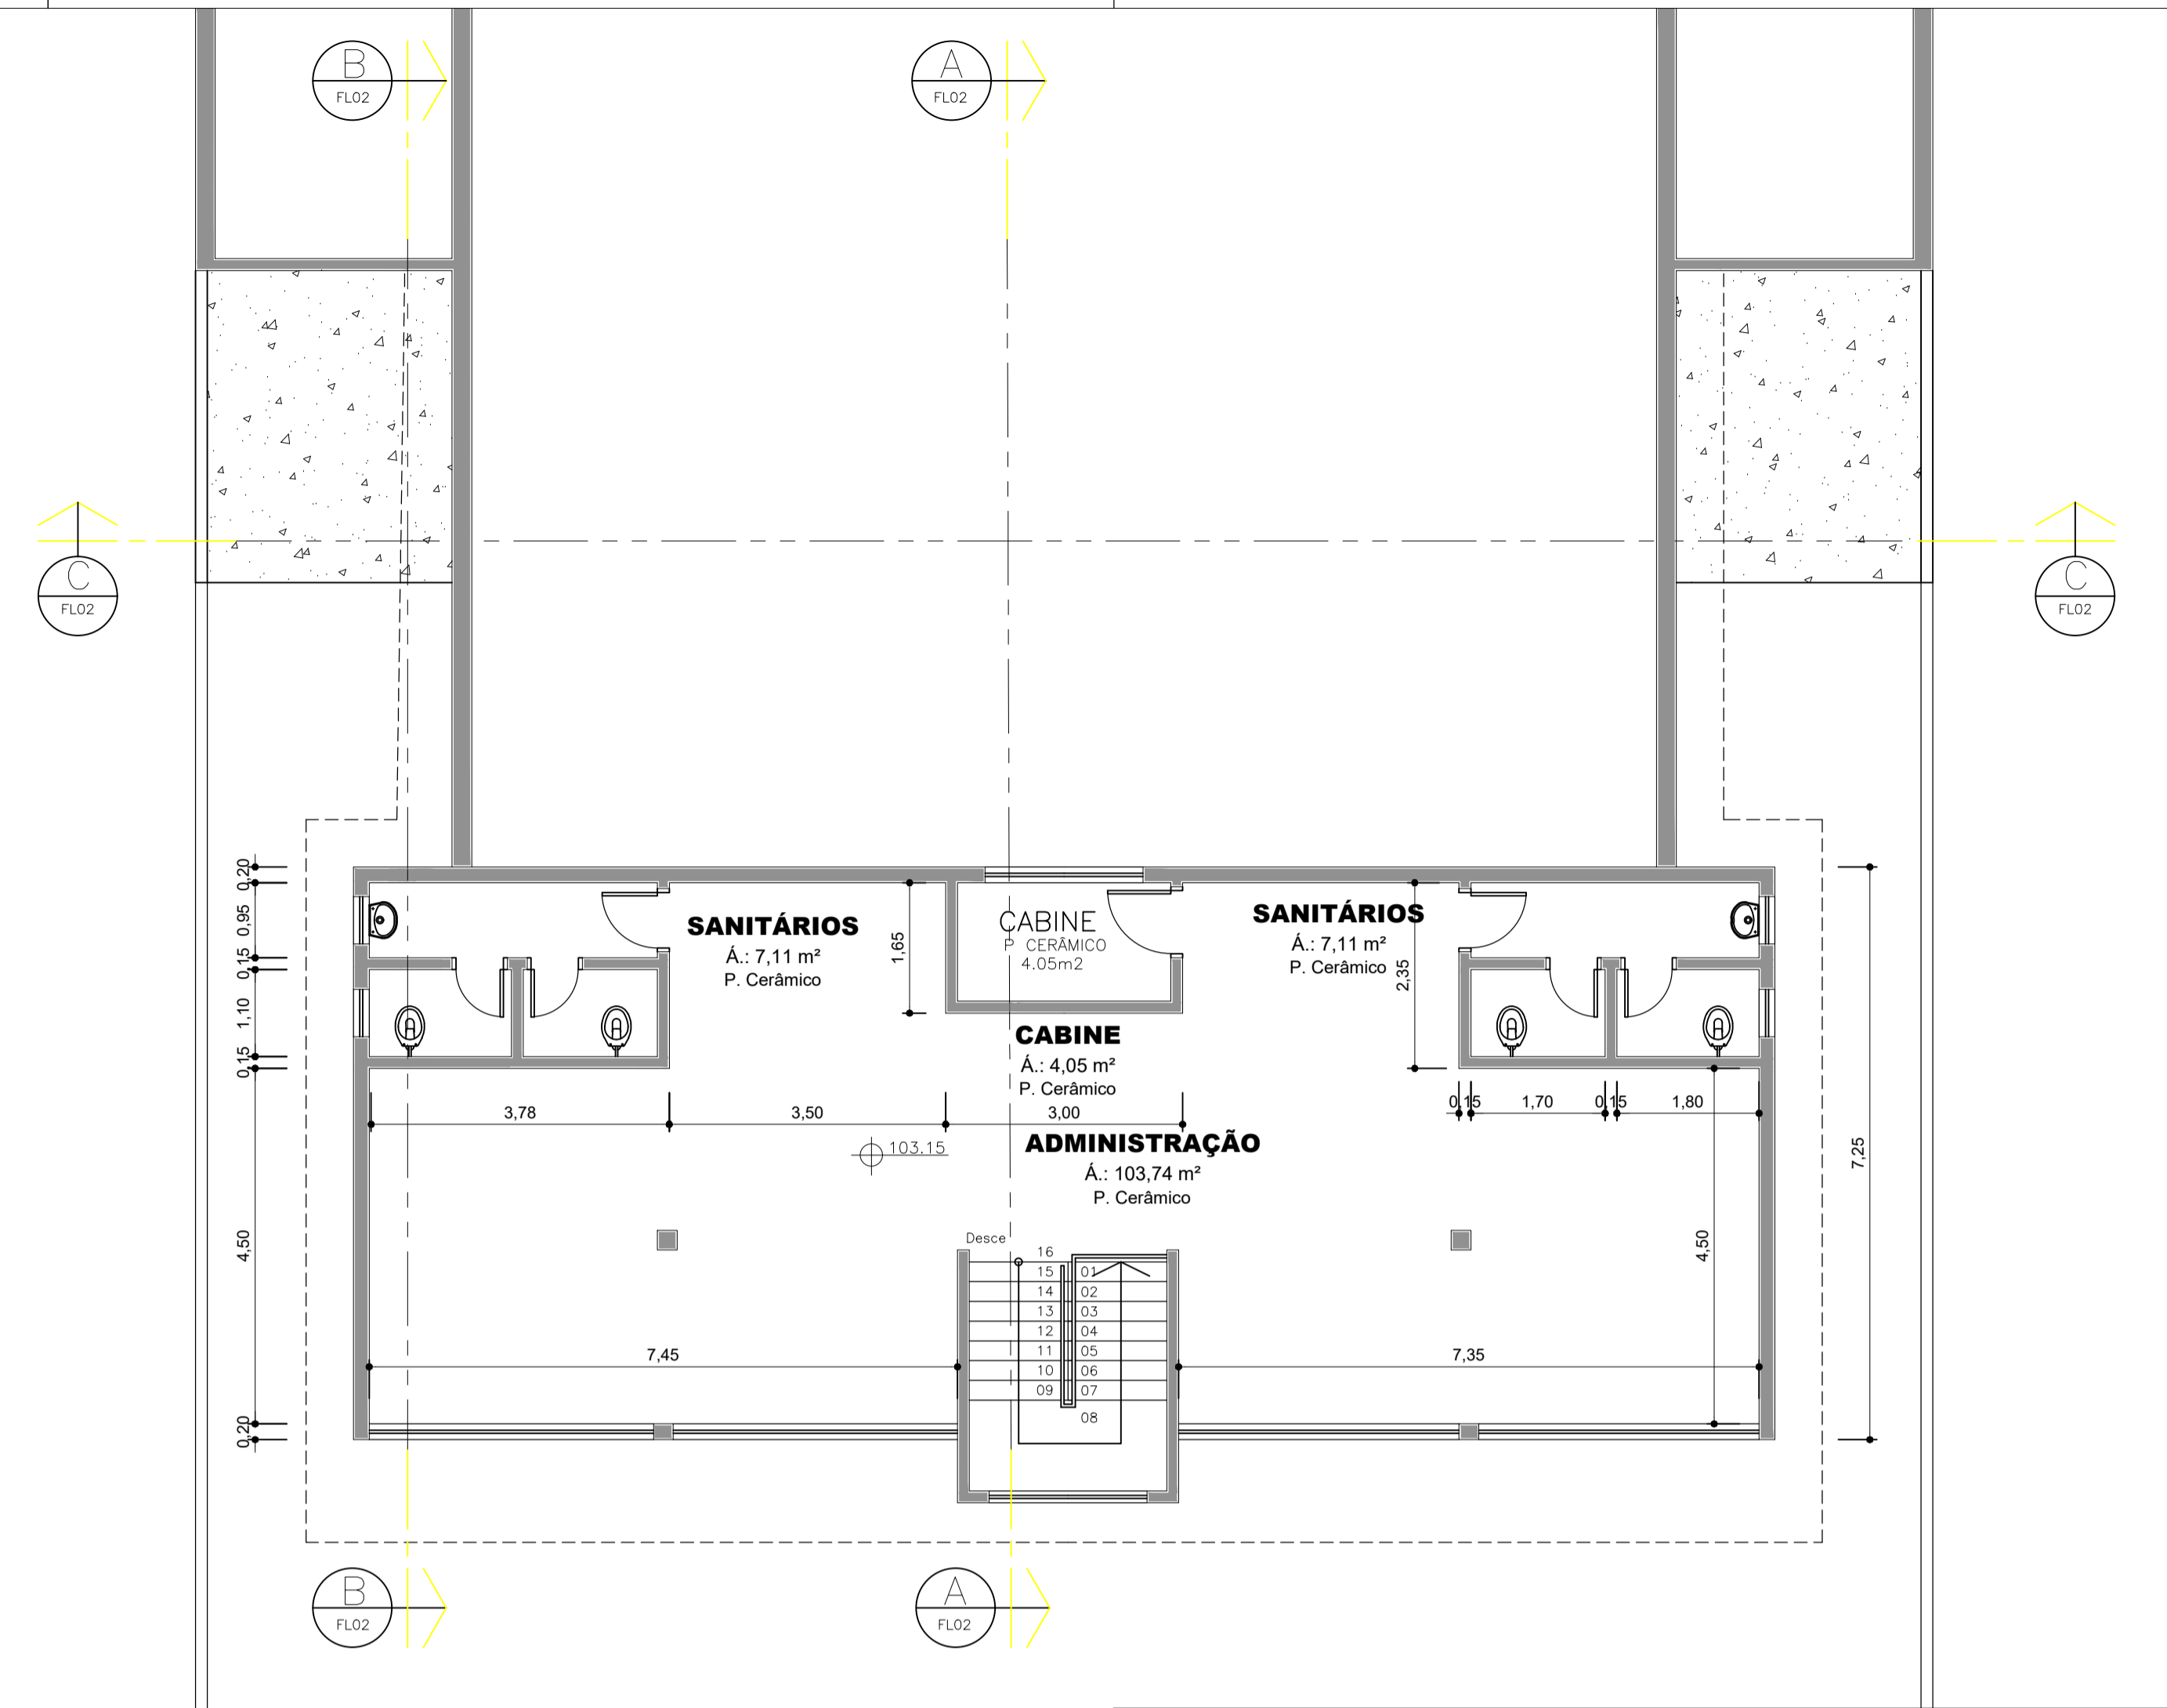 B
FL02
A
FL02
C
FL02
C
FL02
0,20
0,95
0,15
1,10
0,15
4,50
0,20
SANITÁRIOS
Á.: 7,11 m²
P. Cerâmico
1,65
CABINE
P CERÂMICO
4.05m2
SANITÁRIOS
Á.: 7,11 m²
P. Cerâmico
2,35
CABINE
Á.: 4,05 m²
P. Cerâmico
3,78
3,50
3,00
0,15
1,70
0,15
1,80
103.15
ADMINISTRAÇÃO
Á.: 103,74 m²
P. Cerâmico
7,25
4,50
Desce
16
15
14
13
12
11
10
09
01
02
03
04
05
06
07
08
7,45
7,35
B
FL02
A
FL02